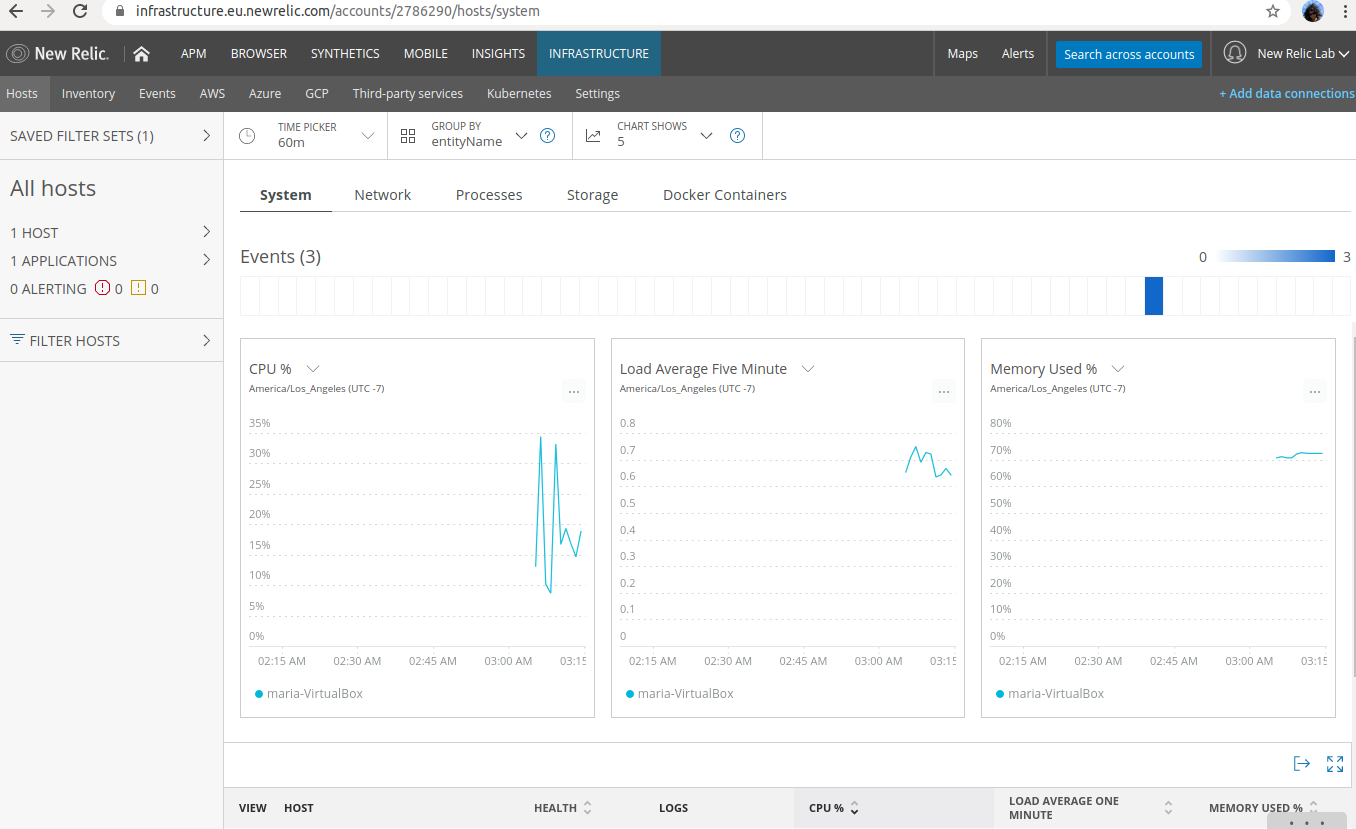 infrastructure.eu.newrelic.com/accounts/2786290/hosts/system
New Relic. APM BROWSER SYNTHETICS MOBILE INSIGHTS INFRASTRUCTURE Maps Alerts Search across accounts New Relic Lab
Hosts Inventory Events AWS Azure GCP Third-party services Kubernetes Settings + Add data connections
SAVED FILTER SETS (1)
TIME PICKER
60m
GROUP BY
entityName
?
CHART SHOWS
5
?
All hosts
1 HOST
1 APPLICATIONS
0 ALERTING ! 0 ! 0
FILTER HOSTS
System Network Processes Storage Docker Containers
Events (3) 0 3
CPU %
America/Los_Angeles (UTC -7)
...
35%
30%
25%
20%
15%
10%
5%
0%
02:15 AM 02:30 AM 02:45 AM 03:00 AM 03:15
maria-VirtualBox
Load Average Five Minute
America/Los_Angeles (UTC -7)
...
0.8
0.7
0.6
0.5
0.4
0.3
0.2
0.1
0
02:15 AM 02:30 AM 02:45 AM 03:00 AM 03:15
maria-VirtualBox
Memory Used %
America/Los_Angeles (UTC -7)
...
80%
70%
60%
50%
40%
30%
20%
10%
0%
02:15 AM 02:30 AM 02:45 AM 03:00 AM 03:15
maria-VirtualBox
VIEW HOST HEALTH LOGS CPU % LOAD AVERAGE ONE
MINUTE
MEMORY USED %